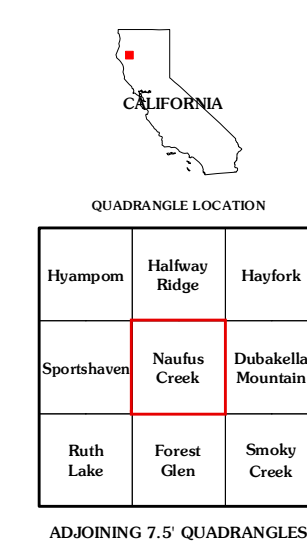 CALIFORNIA
QUADRANGLE LOCATION
Hyampom
Halfway
Ridge
Hayfork
Sportshaven
Naufus
Creek
Dubakella
Mountain
Ruth
Lake
Forest
Glen
Smoky
Creek
ADJOINING 7.5' QUADRANGLES